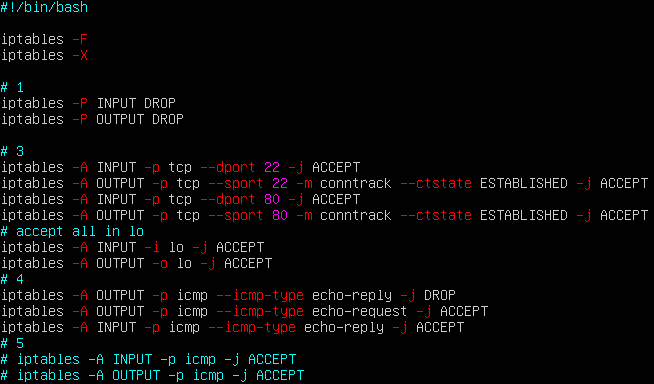 #!/bin/bash
iptables -F
iptables -X
# 1
iptables -P INPUT DROP
iptables -P OUTPUT DROP
# 3
iptables -A INPUT -p tcp --dport 22 -j ACCEPT
iptables -A OUTPUT -p tcp --sport 22 -m conntrack --ctstate ESTABLISHED -j ACCEPT
iptables -A INPUT -p tcp --dport 80 -j ACCEPT
iptables -A OUTPUT -p tcp --sport 80 -m conntrack --ctstate ESTABLISHED -j ACCEPT
# accept all in lo
iptables -A INPUT -i lo -j ACCEPT
iptables -A OUTPUT -o lo -j ACCEPT
# 4
iptables -A OUTPUT -p icmp --icmp-type echo-reply -j DROP
iptables -A OUTPUT -p icmp --icmp-type echo-request -j ACCEPT
iptables -A INPUT -p icmp --icmp-type echo-reply -j ACCEPT
# 5
# iptables -A INPUT -p icmp -j ACCEPT
# iptables -A OUTPUT -p icmp -j ACCEPT